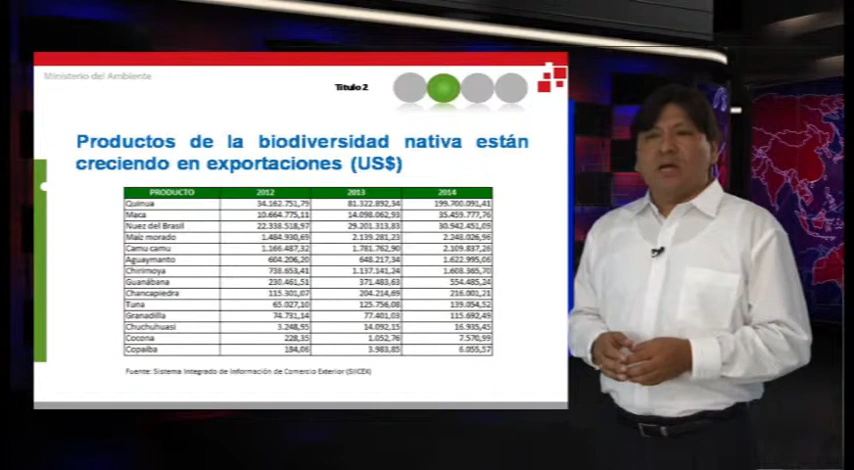 Ministerio del Ambiente
Titulo 2
Productos de la biodiversidad nativa están
creciendo en exportaciones (US$)
PRODUCTO 2012 2013 2014
Quinua 34.162.751,79 81.322.892,34 199.700.091,41
Maca 10.664.775,11 14.098.062,93 35.459.777,76
Nuez del Brasil 22.338.518,97 29.201.313,83 30.942.451,09
Maíz morado 1.484.930,69 2.139.281,23 2.248.026,96
Camu camu 1.166.487,32 1.781.762,90 2.109.837,26
Aguaymanto 604.206,20 648.217,34 1.622.995,06
Chirimoya 738.653,41 1.137.141,24 1.608.365,70
Guanábana 230.461,51 371.483,63 554.485,24
Chancapiedra 115.301,07 204.214,69 216.001,21
Tuna 65.027,10 125.756,08 139.054,52
Granadilla 74.731,14 77.401,03 115.692,49
Chuchuhuasi 3.248,95 14.092,15 16.935,45
Cocona 228,35 1.052,76 7.570,99
Copaiba 184,06 3.983,85 6.055,57
Fuente: Sistema Integrado de Información de Comercio Exterior (SIICEX)